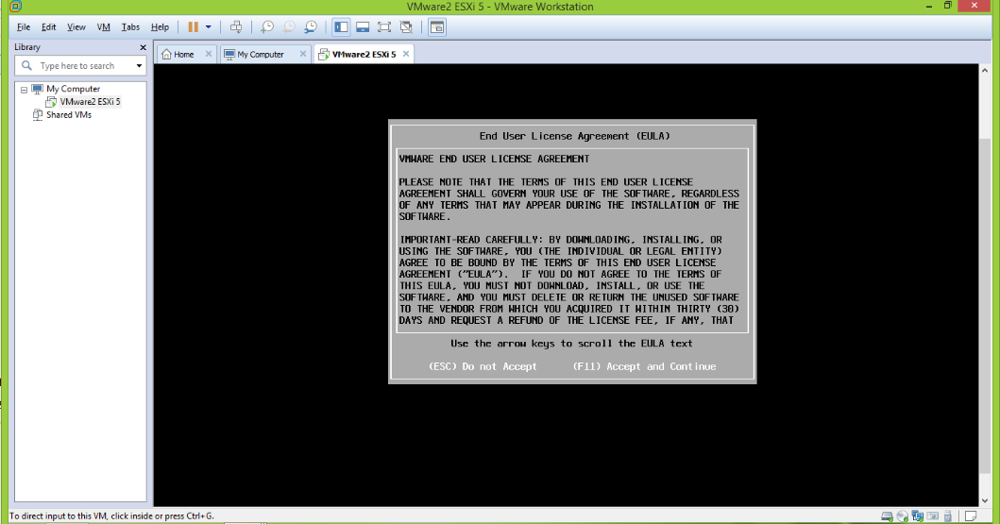 VMware2 ESXi 5 - VMware Workstation
File Edit View VM Tabs Help
Library
Type here to search
Home
My Computer
VMware2 ESXi 5
My Computer
VMware2 ESXi 5
Shared VMs
End User License Agreement (EULA)
VMWARE END USER LICENSE AGREEMENT
PLEASE NOTE THAT THE TERMS OF THIS END USER LICENSE
AGREEMENT SHALL GOVERN YOUR USE OF THE SOFTWARE, REGARDLESS
OF ANY TERMS THAT MAY APPEAR DURING THE INSTALLATION OF THE
SOFTWARE.
IMPORTANT-READ CAREFULLY: BY DOWNLOADING, INSTALLING, OR
USING THE SOFTWARE, YOU (THE INDIVIDUAL OR LEGAL ENTITY)
AGREE TO BE BOUND BY THE TERMS OF THIS END USER LICENSE
AGREEMENT ("EULA").  IF YOU DO NOT AGREE TO THE TERMS OF
THIS EULA, YOU MUST NOT DOWNLOAD, INSTALL, OR USE THE
SOFTWARE, AND YOU MUST DELETE OR RETURN THE UNUSED SOFTWARE
TO THE VENDOR FROM WHICH YOU ACQUIRED IT WITHIN THIRTY (30)
DAYS AND REQUEST A REFUND OF THE LICENSE FEE, IF ANY, THAT
Use the arrow keys to scroll the EULA text
(ESC) Do not Accept (F11) Accept and Continue
To direct input to this VM, click inside or press Ctrl+G.